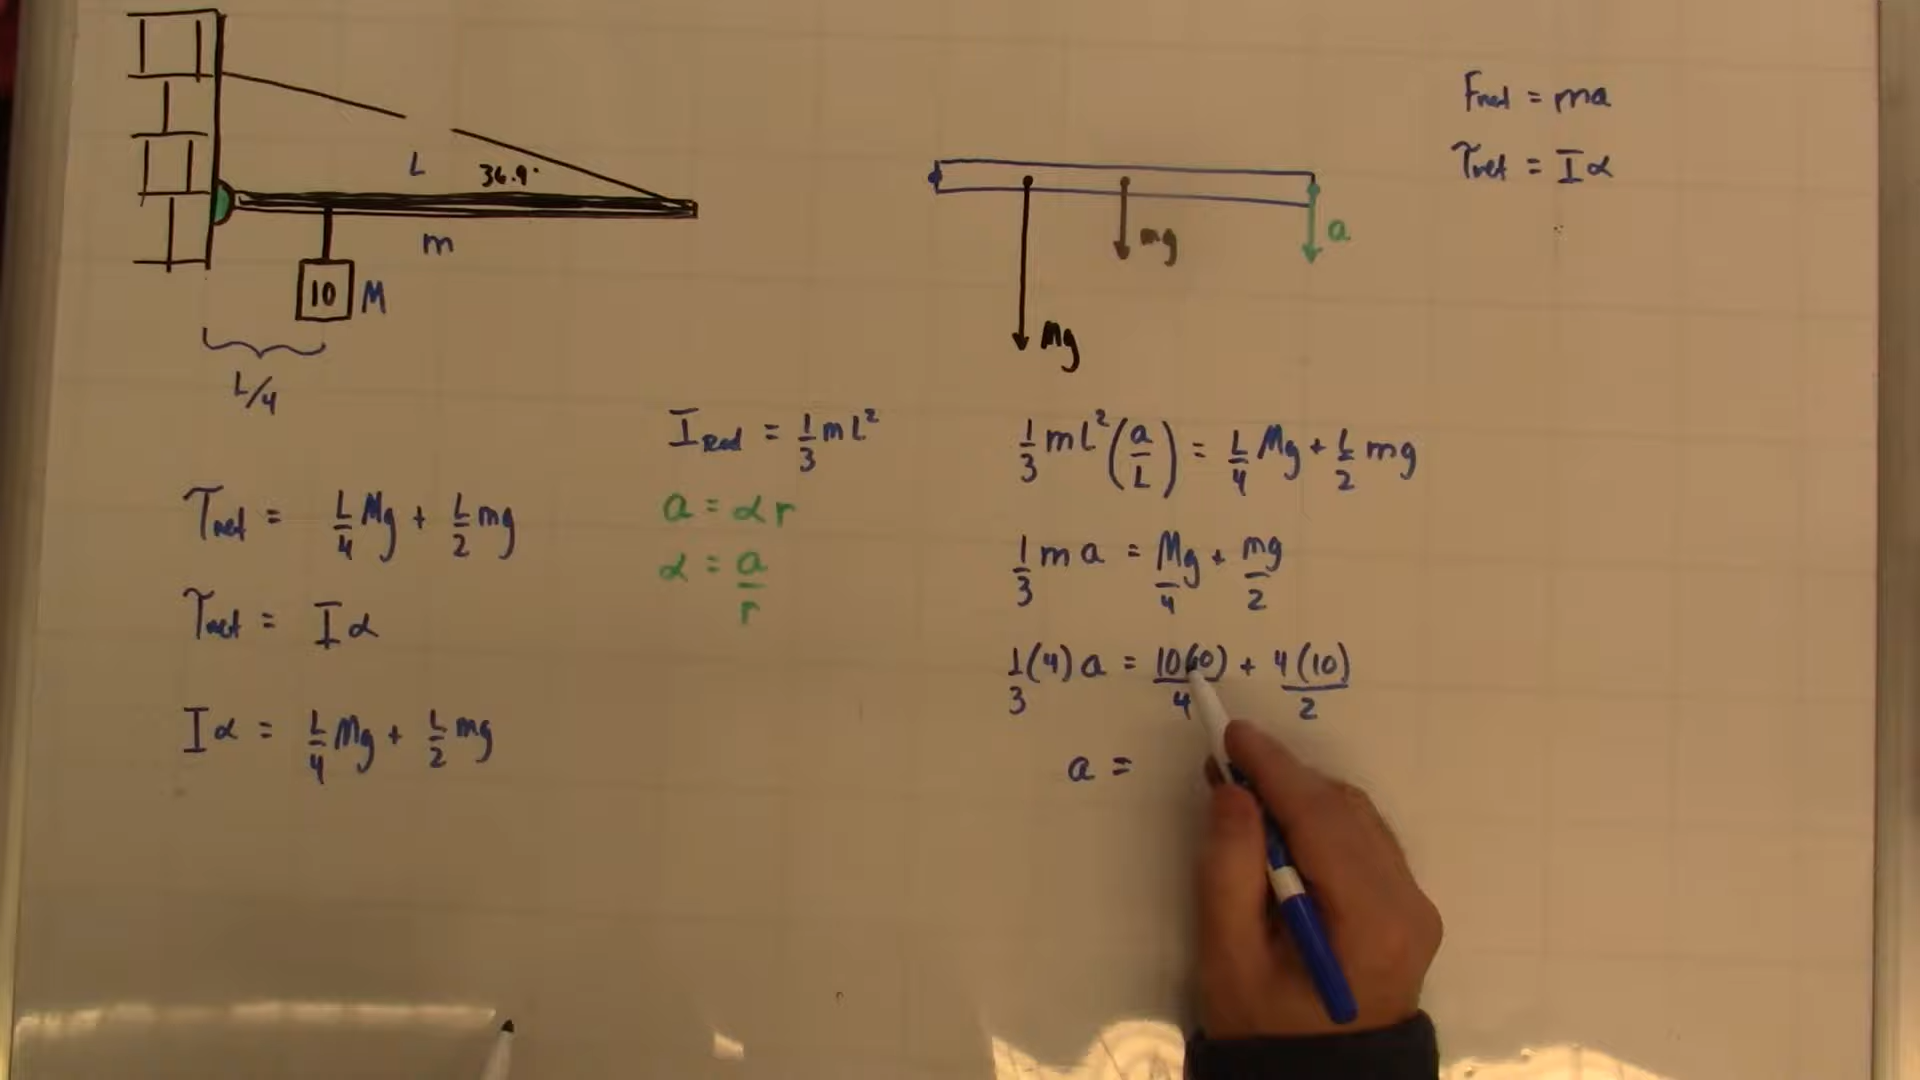 L
36.9°
m
10 M
L/4
mg
Mg
a
Fnet = ma
τnet = Iα
τnet = L/4 Mg + L/2 mg
τnet = Iα
Iα = L/4 Mg + L/2 mg
I Rod = 1/3 mL²
a = αr
α = a/r
1/3 mL² (a/L) = L/4 Mg + L/2 mg
1/3 ma = Mg/4 + mg/2
1/3 (4) a = 10(10)/4 + 4(10)/2
a =